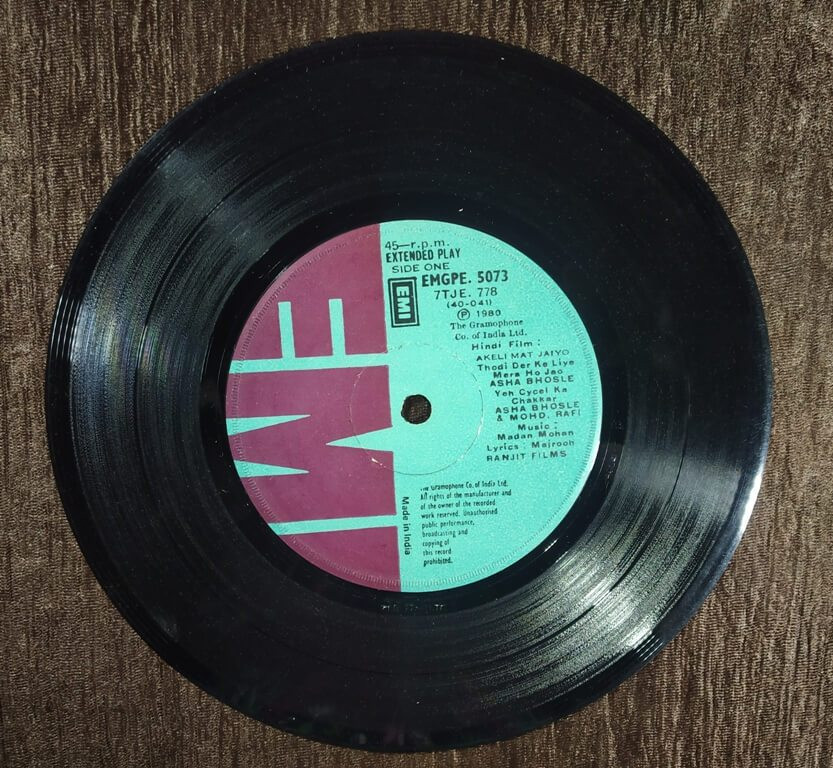 45—r.p.m.
EXTENDED PLAY
SIDE ONE
EMGPE. 5073
EMI
7TJE. 778
(40-041)
Ⓟ 1980
The Gramophone
Co. of India Ltd.
Hindi Film :
AKELI MAT JAIYO
Thodi Der Ke Liye
Mera Ho Jao
ASHA BHOSLE
Yeh Cycel Ka
Chakkar
ASHA BHOSLE
& MOHD. RAFI
Music :
Madan Mohan
Lyrics : Majrooh
RANJIT FILMS
EMI
Made in India
The Gramophone Co. of India Ltd.
All rights of the manufacturer and
of the owner of the recorded
work reserved. Unauthorised
public performance,
broadcasting and
copying of
this record
prohibited.